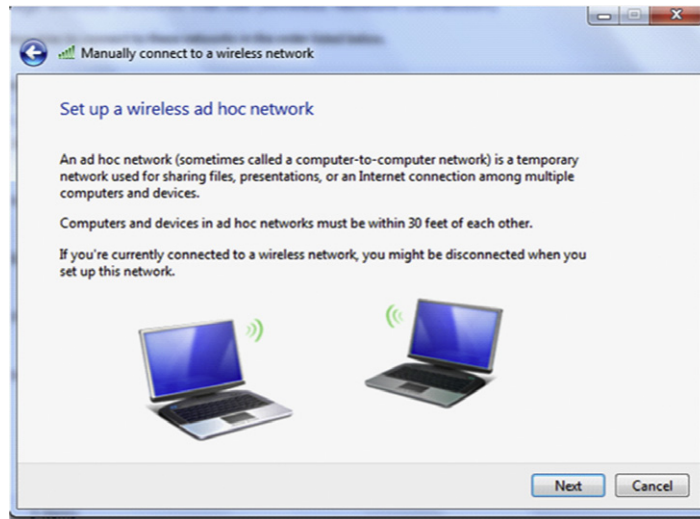 Manually connect to a wireless network
Set up a wireless ad hoc network
An ad hoc network (sometimes called a computer-to-computer network) is a temporary
network used for sharing files, presentations, or an Internet connection among multiple
computers and devices.
Computers and devices in ad hoc networks must be within 30 feet of each other.
If you're currently connected to a wireless network, you might be disconnected when you
set up this network.
Next Cancel